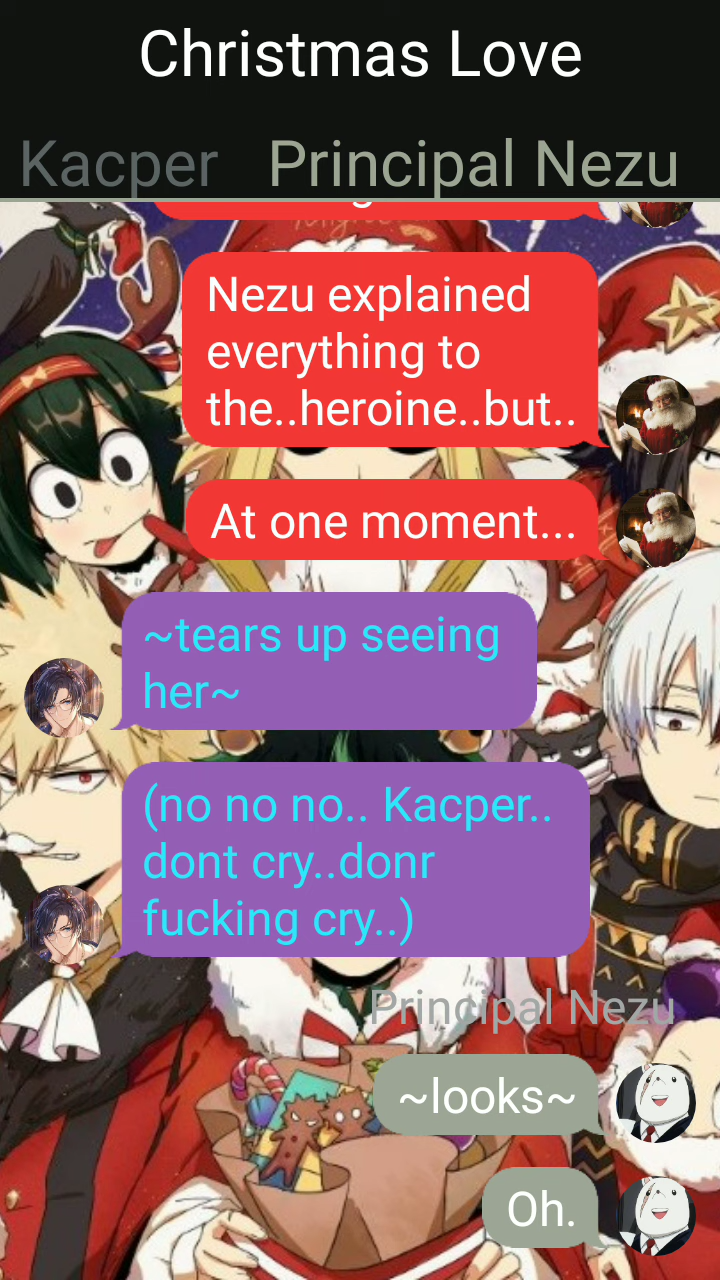 Christmas Love
Kacper Principal Nezu
Nezu explained
everything to
the..heroine..but..
At one moment...
~tears up seeing
her~
(no no no.. Kacper..
dont cry..donr
fucking cry..)
Principal Nezu
~looks~
Oh.